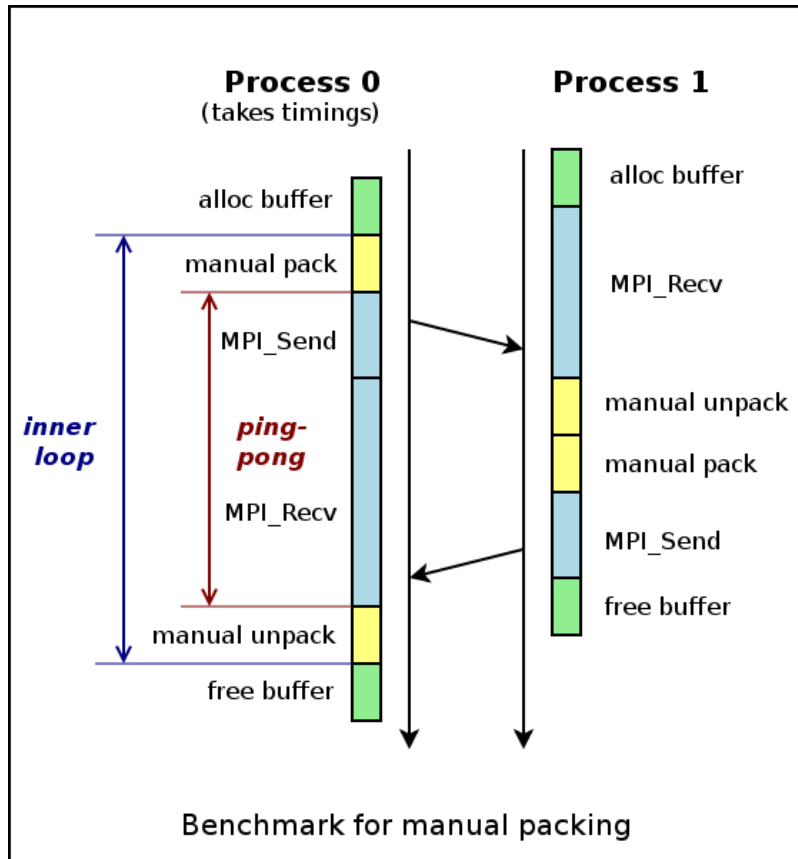 Process 0
(takes timings)
Process 1
alloc buffer
manual pack
MPI_Send
inner
loop
ping-
pong
MPI_Recv
manual unpack
free buffer
alloc buffer
MPI_Recv
manual unpack
manual pack
MPI_Send
free buffer
Benchmark for manual packing